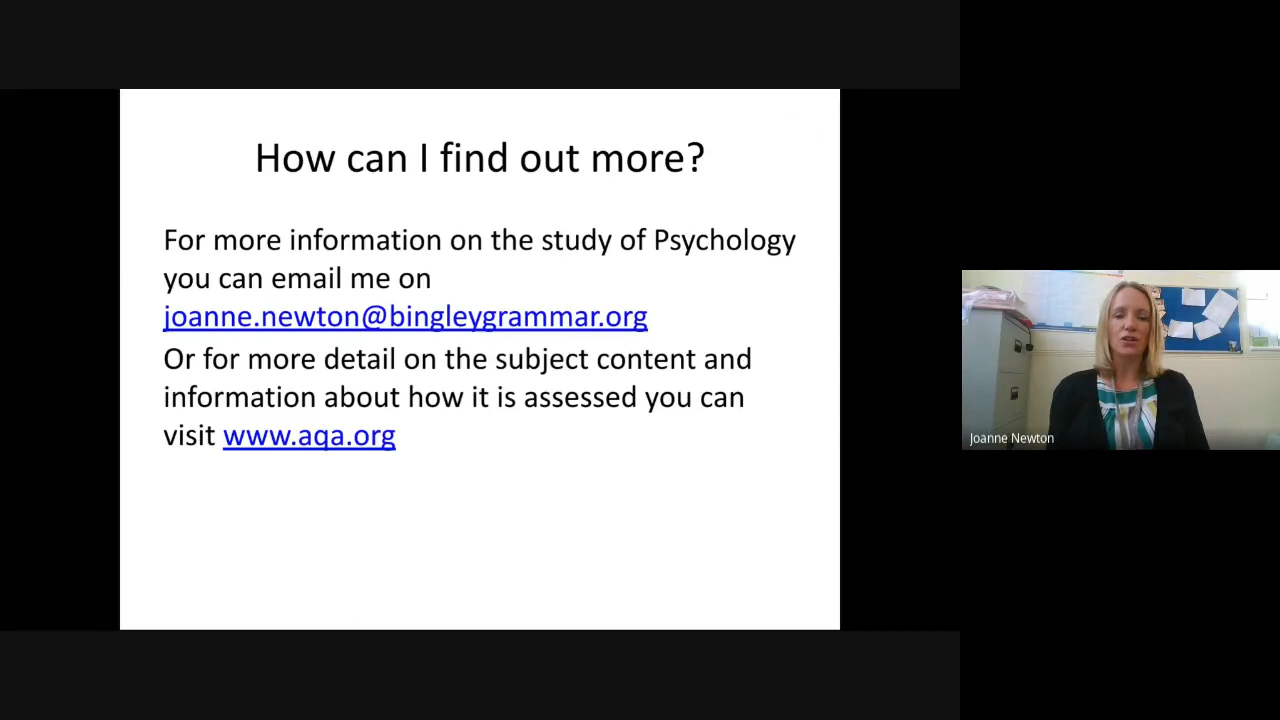 How can I find out more?
For more information on the study of Psychology
you can email me on
joanne.newton@bingleygrammar.org
Or for more detail on the subject content and
information about how it is assessed you can
visit www.aqa.org
Joanne Newton